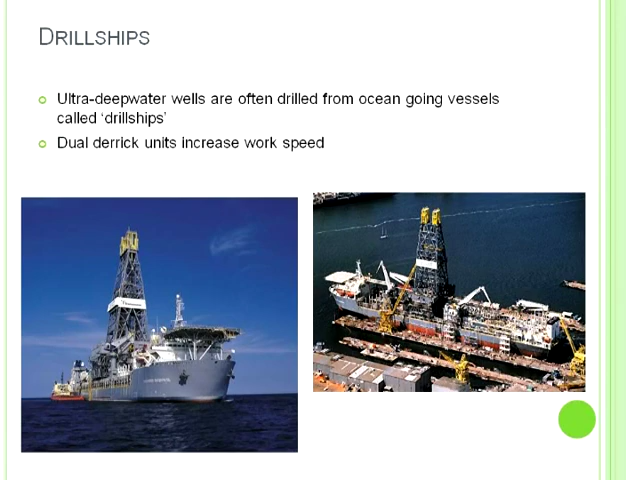 DRILLSHIPS
Ultra-deepwater wells are often drilled from ocean going vessels
called ‘drillships’
Dual derrick units increase work speed